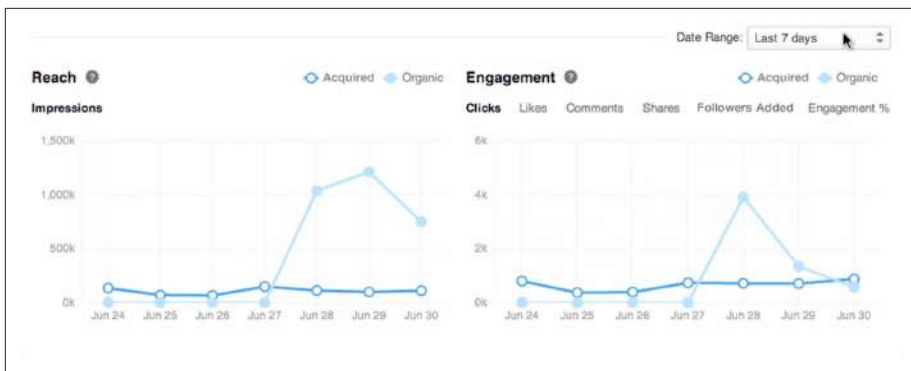 Date Range: Last 7 days
Reach ? Acquired Organic
Impressions
1,500k
1,000k
500k
0k
Jun 24 Jun 25 Jun 26 Jun 27 Jun 28 Jun 29 Jun 30
Engagement ? Acquired Organic
Clicks Likes Comments Shares Followers Added Engagement %
6k
4k
2k
0k
Jun 24 Jun 25 Jun 26 Jun 27 Jun 28 Jun 29 Jun 30